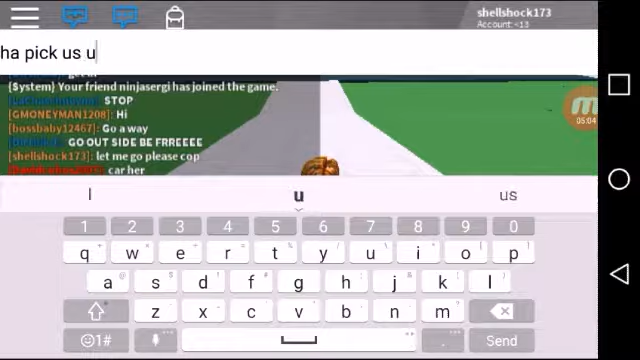 shellshock173
Account: <13
ha pick us u
{System} Your friend ninjasergi has joined the game.
STOP
[GMONEYMAN1208]: Hi
[bossbaby12467]: Go a way
GO OUT SIDE BE FRREEEE
[shellshock173]: let me go please cop
car her
05:04
l u us
1 2 3 4 5 6 7 8 9 0
q w e r t y u i o p
a s d f g h j k l
z x c v b n m
1# , . Send